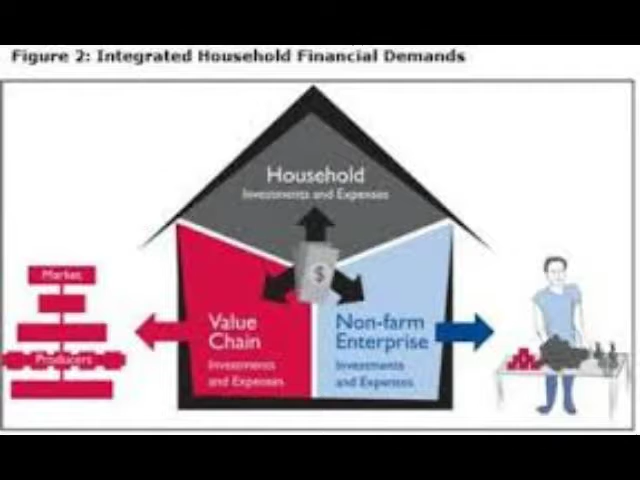 Figure 2: Integrated Household Financial Demands
Household
Investments and Expenses
$
Market
Producers
Value
Chain
Investments
and Expenses
Non-farm
Enterprise
Investments
and Expenses